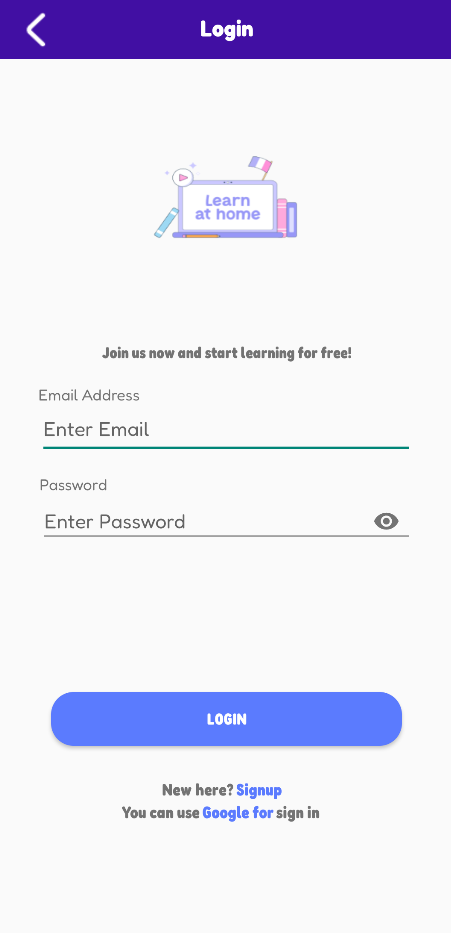 Login
Learn
at home
Join us now and start learning for free!
Email Address
Enter Email
Password
Enter Password
LOGIN
New here? Signup
You can use Google for sign in